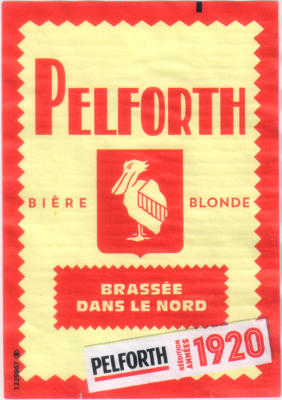 PELFORTH
BIÈRE BLONDE
BRASSÉE
DANS LE NORD
PELFORTH RÉÉDITION ANNÉES 1920